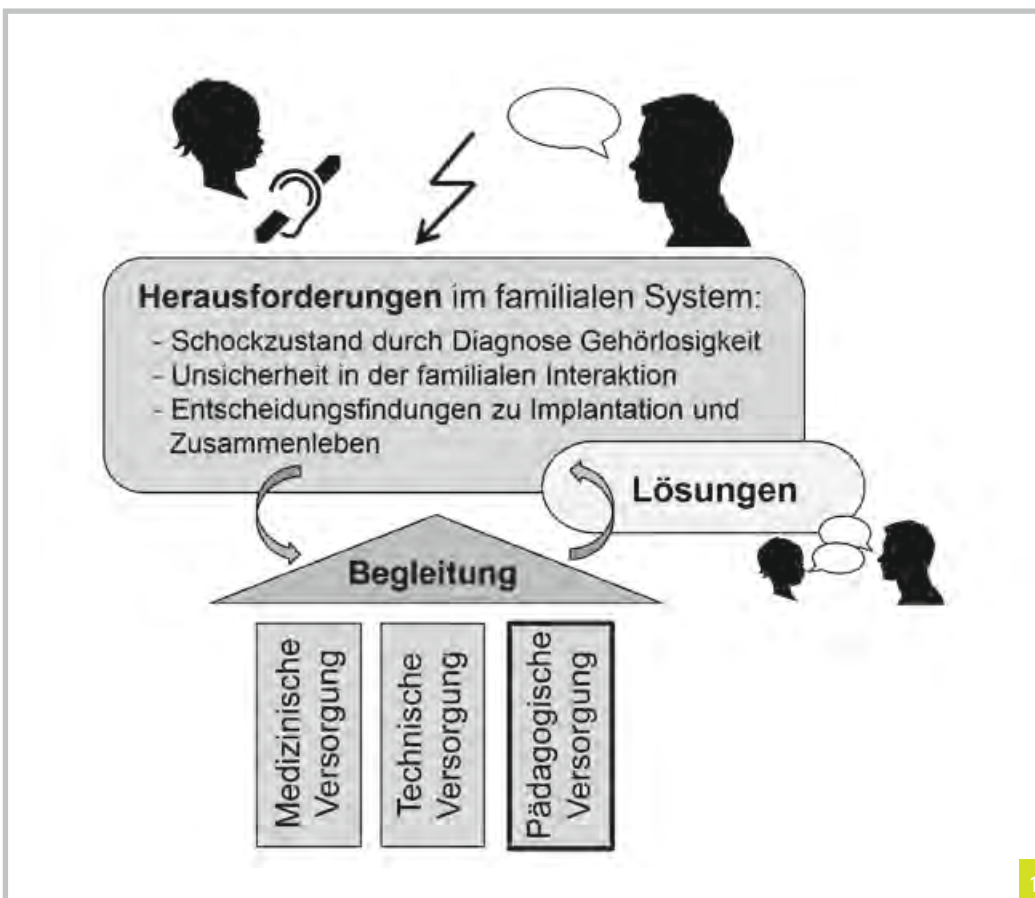 Herausforderungen im familialen System:
- Schockzustand durch Diagnose Gehörlosigkeit
- Unsicherheit in der familialen Interaktion
- Entscheidungsfindungen zu Implantation und
Zusammenleben
Lösungen
Begleitung
Medizinische
Versorgung
Technische
Versorgung
Pädagogische
Versorgung
1